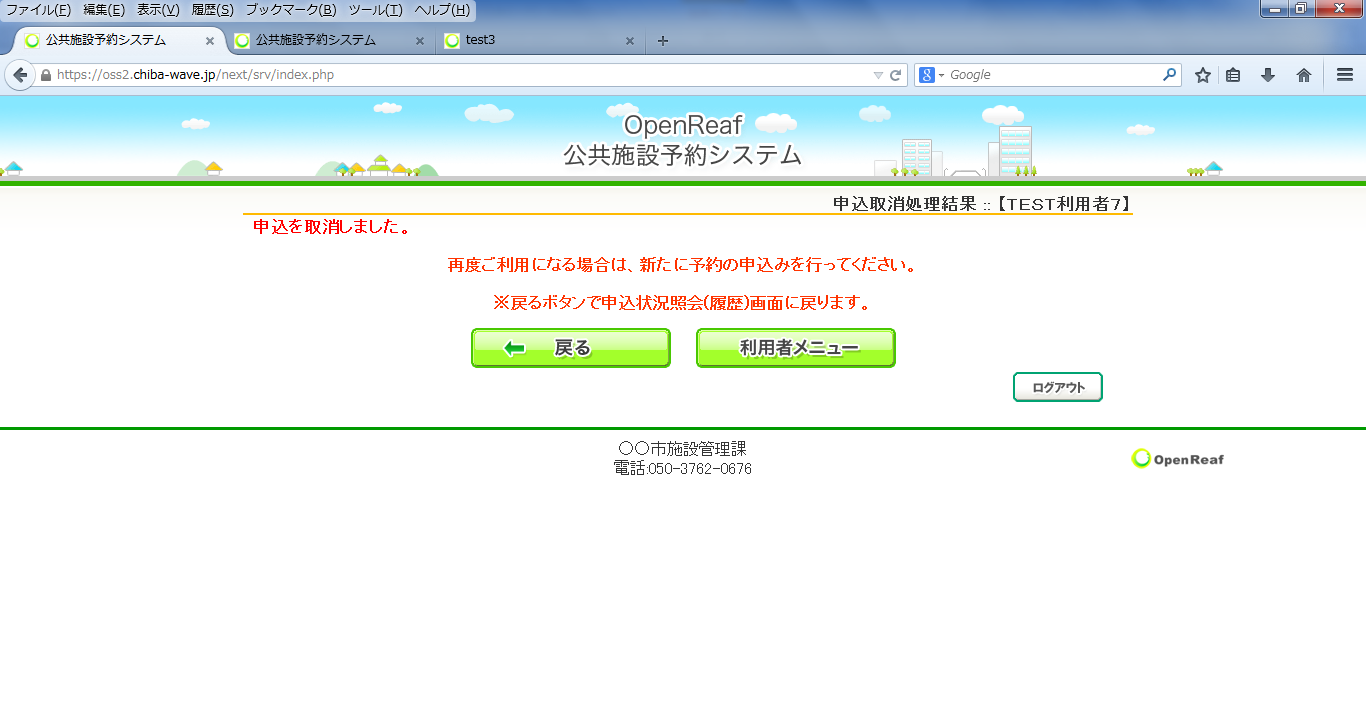 ファイル(F) 編集(E) 表示(V) 履歴(S) ブックマーク(B) ツール(T) ヘルプ(H)
公共施設予約システム 公共施設予約システム test3
https://oss2.chiba-wave.jp/next/srv/index.php Google
OpenReaf
公共施設予約システム
申込取消処理結果 :: 【TEST利用者7】
申込を取消しました。
再度ご利用になる場合は、新たに予約の申込みを行ってください。
※戻るボタンで申込状況照会(履歴)画面に戻ります。
戻る 利用者メニュー
ログアウト
〇〇市施設管理課
電話:050-3762-0676
OpenReaf